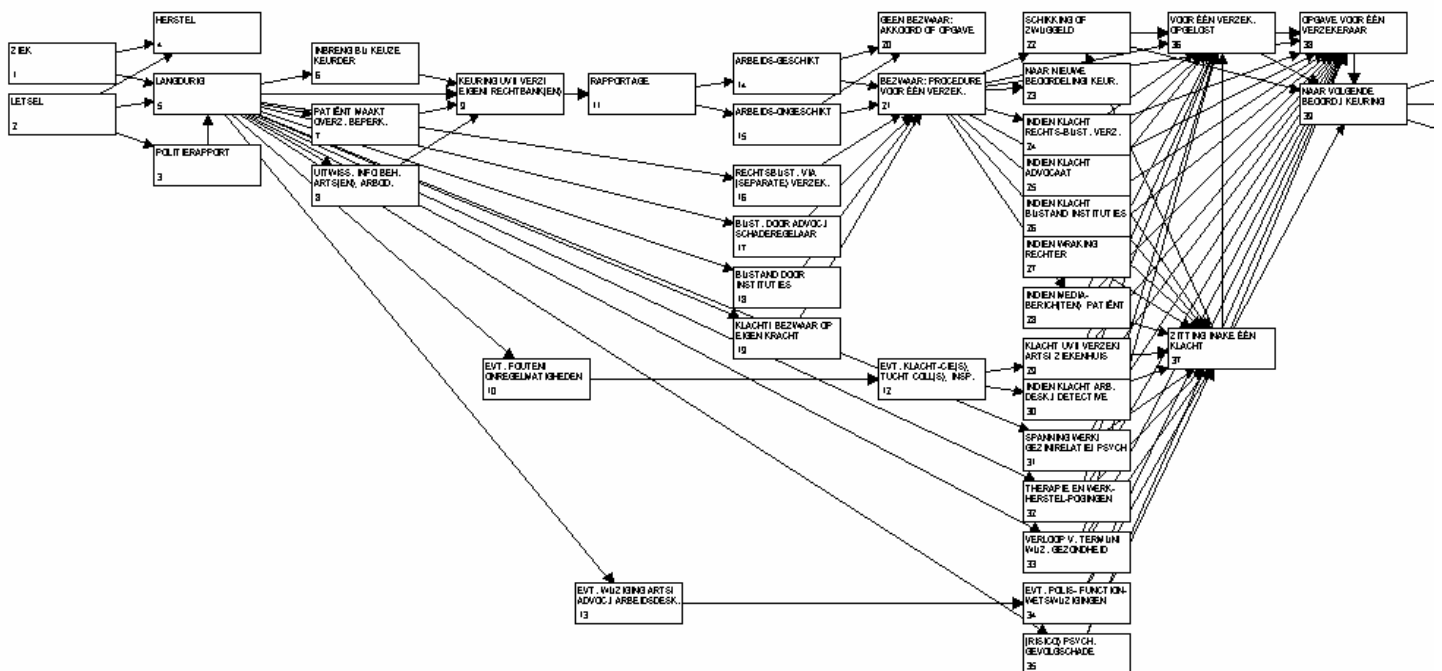 ZIEK
1
LETSEL
2
HERSTEL
4
LANGDURIG
5
POLITIERAPPORT
3
INBRENG BIJ KEUZE
KEURDER
6
PATIËNT MAAKT
OVERZ. BEPERK.
7
UITWISS. INFO BEH.
ARTS(EN), ARBOD.
8
KEURING UVI/ VERZ/
EIGEN/ RECHTBANK(EN)
9
EVT. FOUTEN/
ONREGELMATIGHEDEN
10
RAPPORTAGE
11
EVT. WIJZIGING ARTS/
ADVOC./ ARBEIDSDESK.
13
ARBEIDS-GESCHIKT
14
ARBEIDS-ONGESCHIKT
15
RECHTSBIJST. VIA
(SEPARATE) VERZEK.
16
BIJST. DOOR ADVOC./
SCHADEREGELAAR
17
BIJSTAND DOOR
INSTITUTIES
18
KLACHT/ BEZWAAR OP
EIGEN KRACHT
19
GEEN BEZWAAR:
AKKOORD OF OPGAVE
20
BEZWAAR: PROCEDURE
VOOR ÉÉN VERZEK.
21
EVT. KLACHT-CIE(S),
TUCHT COLL(S), INSP.
12
SCHIKKING OF
ZWIJGGELD
22
NAAR NIEUWE
BEOORDELING/ KEUR.
23
INDIEN KLACHT
RECHTS-BIJST. VERZ.
24
INDIEN KLACHT
ADVOCAAT
25
INDIEN KLACHT
BIJSTAND INSTITUTIES
26
INDIEN WRAKING
RECHTER
27
INDIEN MEDIA-
BERICH(TEN) PATIËNT
28
KLACHT UVI/ VERZEK/
ARTS/ ZIEKENHUIS
29
INDIEN KLACHT ARB.
DESK./ DETECTIVE
30
SPANNING WERK/
GEZIN/RELATIE/ PSYCH
31
THERAPIE EN WERK-
HERSTEL-POGINGEN
32
VERLOOP V. TERMIJN/
WIJZ. GEZONDHEID
33
EVT. POLIS- FUNCTION-
WETSWIJZIGINGEN
34
(RISICO) PSYCH.
GEVOLGSCHADE
35
VOOR ÉÉN VERZEK.
OPGELOST
36
ZITTING INAKE ÉÉN
KLACHT
37
OPGAVE VOOR ÉÉN
VERZEKERAAR
38
NAAR VOLGENDE
BEOORD./ KEURING
39